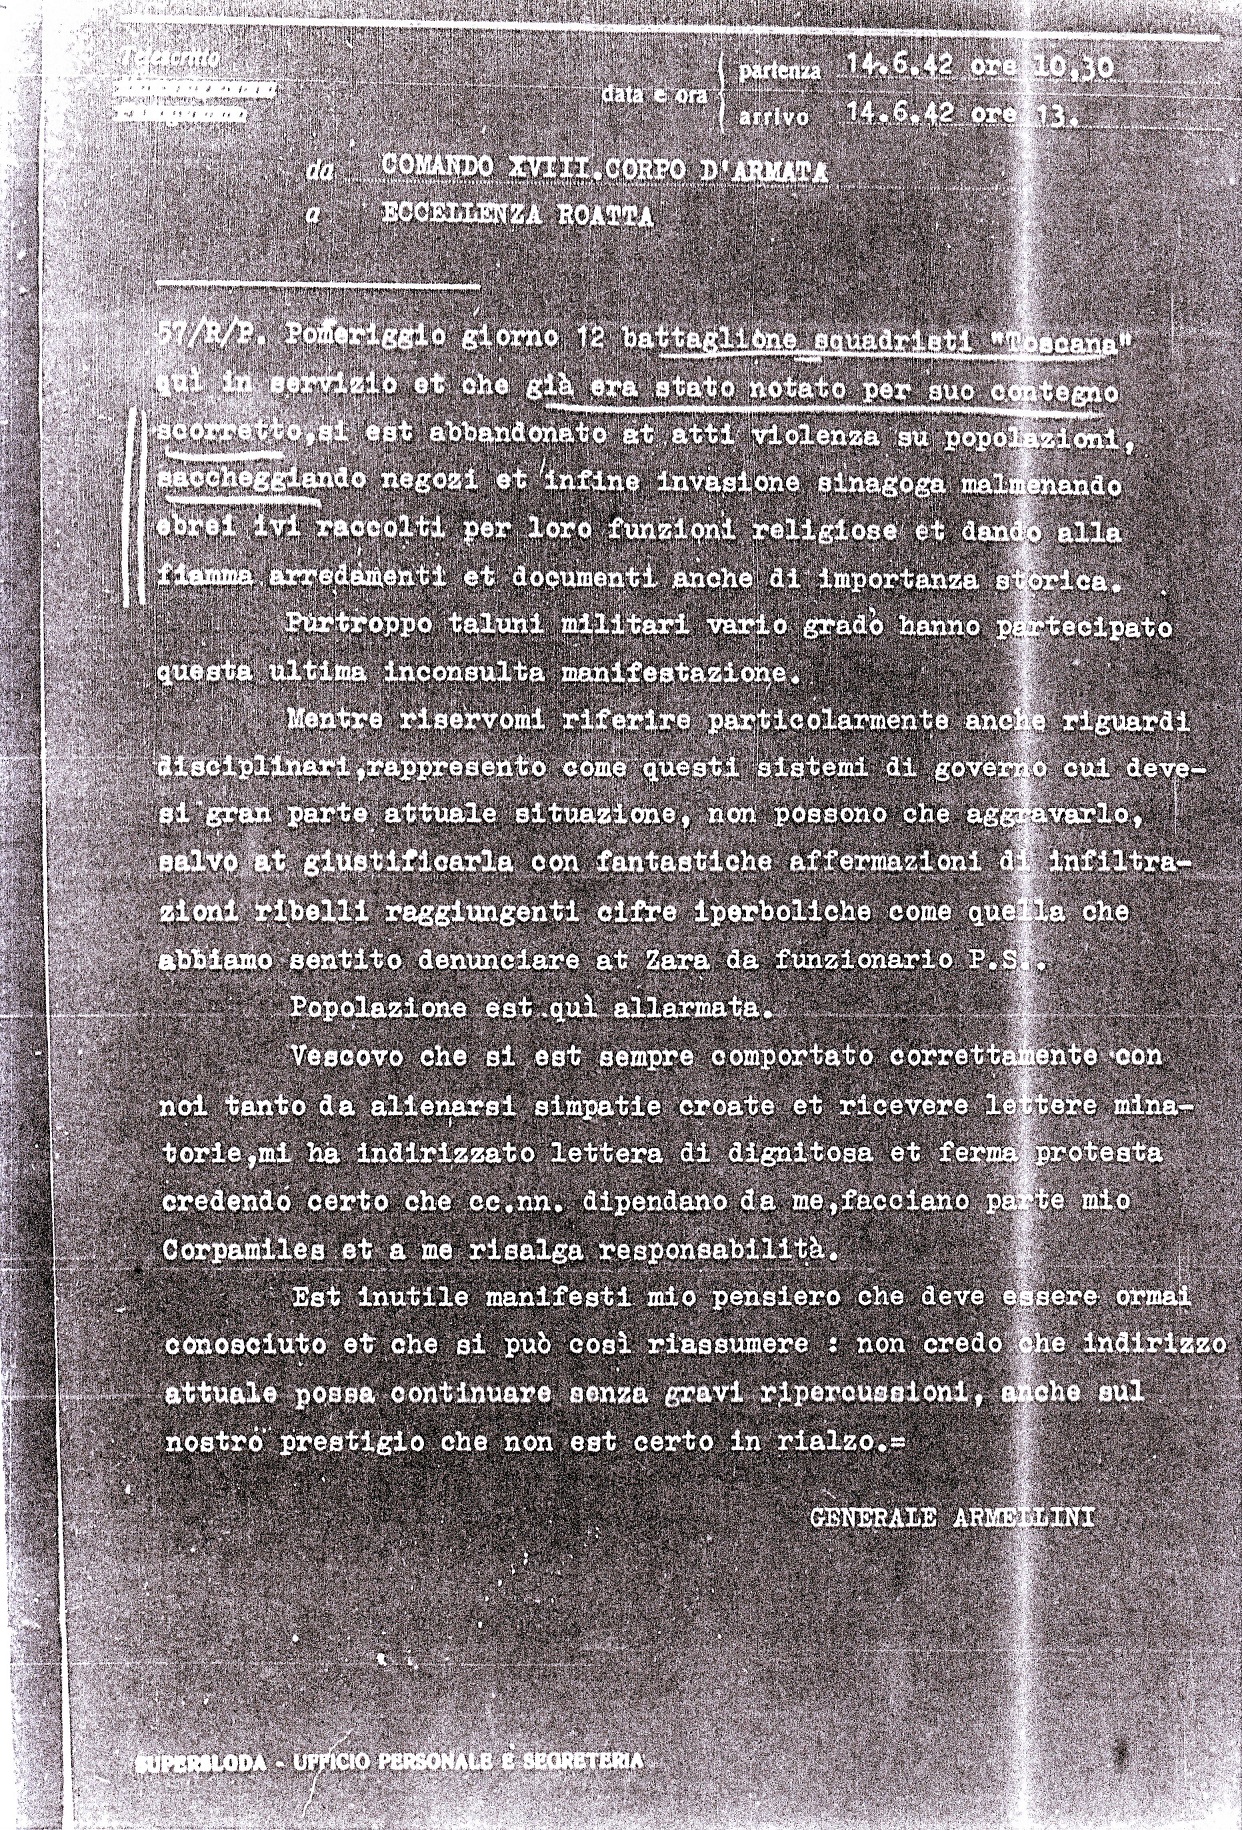 Telescritto
data e ora
partenza 14.6.42 ore 10,30
arrivo 14.6.42 ore 13.
da COMANDO XVIII.CORPO D'ARMATA
a ECCELLENZA ROATTA
57/R/P. Pomeriggio giorno 12 battaglione squadristi "Toscana"
quì in servizio et che già era stato notato per suo contegno
scorretto,si est abbandonato at atti violenza su popolazioni,
saccheggiando negozi et infine invasione sinagoga malmenando
ebrei ivi raccolti per loro funzioni religiose et dando alla
fiamma arredamenti et documenti anche di importanza storica.
Purtroppo taluni militari vario grado hanno partecipato
questa ultima inconsulta manifestazione.
Mentre riservomi riferire particolarmente anche riguardi
disciplinari,rappresento come questi sistemi di governo cui deve-
si gran parte attuale situazione, non possono che aggravarlo,
salvo at giustificarla con fantastiche affermazioni di infiltra-
zioni ribelli raggiungenti cifre iperboliche come quella che
abbiamo sentito denunciare at Zara da funzionario P.S..
Popolazione est quì allarmata.
Vescovo che si est sempre comportato correttamente con
noi tanto da alienarsi simpatie croate et ricevere lettere mina-
torie,mi ha indirizzato lettera di dignitosa et ferma protesta
credendo certo che cc.nn. dipendano da me,facciano parte mio
Corpamiles et a me risalga responsabilità.
Est inutile manifesti mio pensiero che deve essere ormai
conosciuto et che si può così riassumere : non credo che indirizzo
attuale possa continuare senza gravi ripercussioni, anche sul
nostro prestigio che non est certo in rialzo.=
GENERALE ARMELLINI
SUPERSLODA - UFFICIO PERSONALE E SEGRETERIA